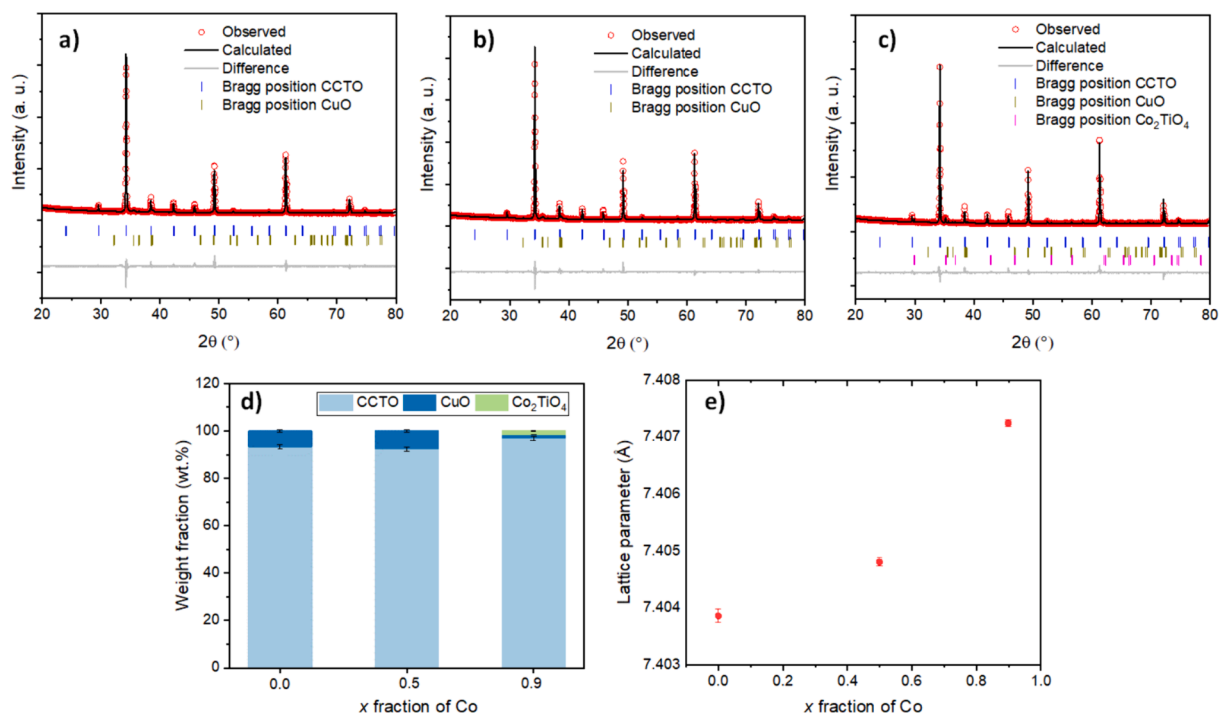 a)
Observed
Calculated
Difference
Bragg position CCTO
Bragg position CuO
Intensity (a. u.)
20 30 40 50 60 70 80
2θ (°)
b)
Observed
Calculated
Difference
Bragg position CCTO
Bragg position CuO
Intensity (a. u.)
20 30 40 50 60 70 80
2θ (°)
c)
Observed
Calculated
Difference
Bragg position CCTO
Bragg position CuO
Bragg position Co₂TiO₄
Intensity (a. u.)
20 30 40 50 60 70 80
2θ (°)
d)
CCTO CuO Co₂TiO₄
Weight fraction (wt.%)
120
100
80
60
40
20
0
0.0 0.5 0.9
x fraction of Co
e)
Lattice parameter (Å)
7.408
7.407
7.406
7.405
7.404
7.403
0.0 0.2 0.4 0.6 0.8 1.0
x fraction of Co